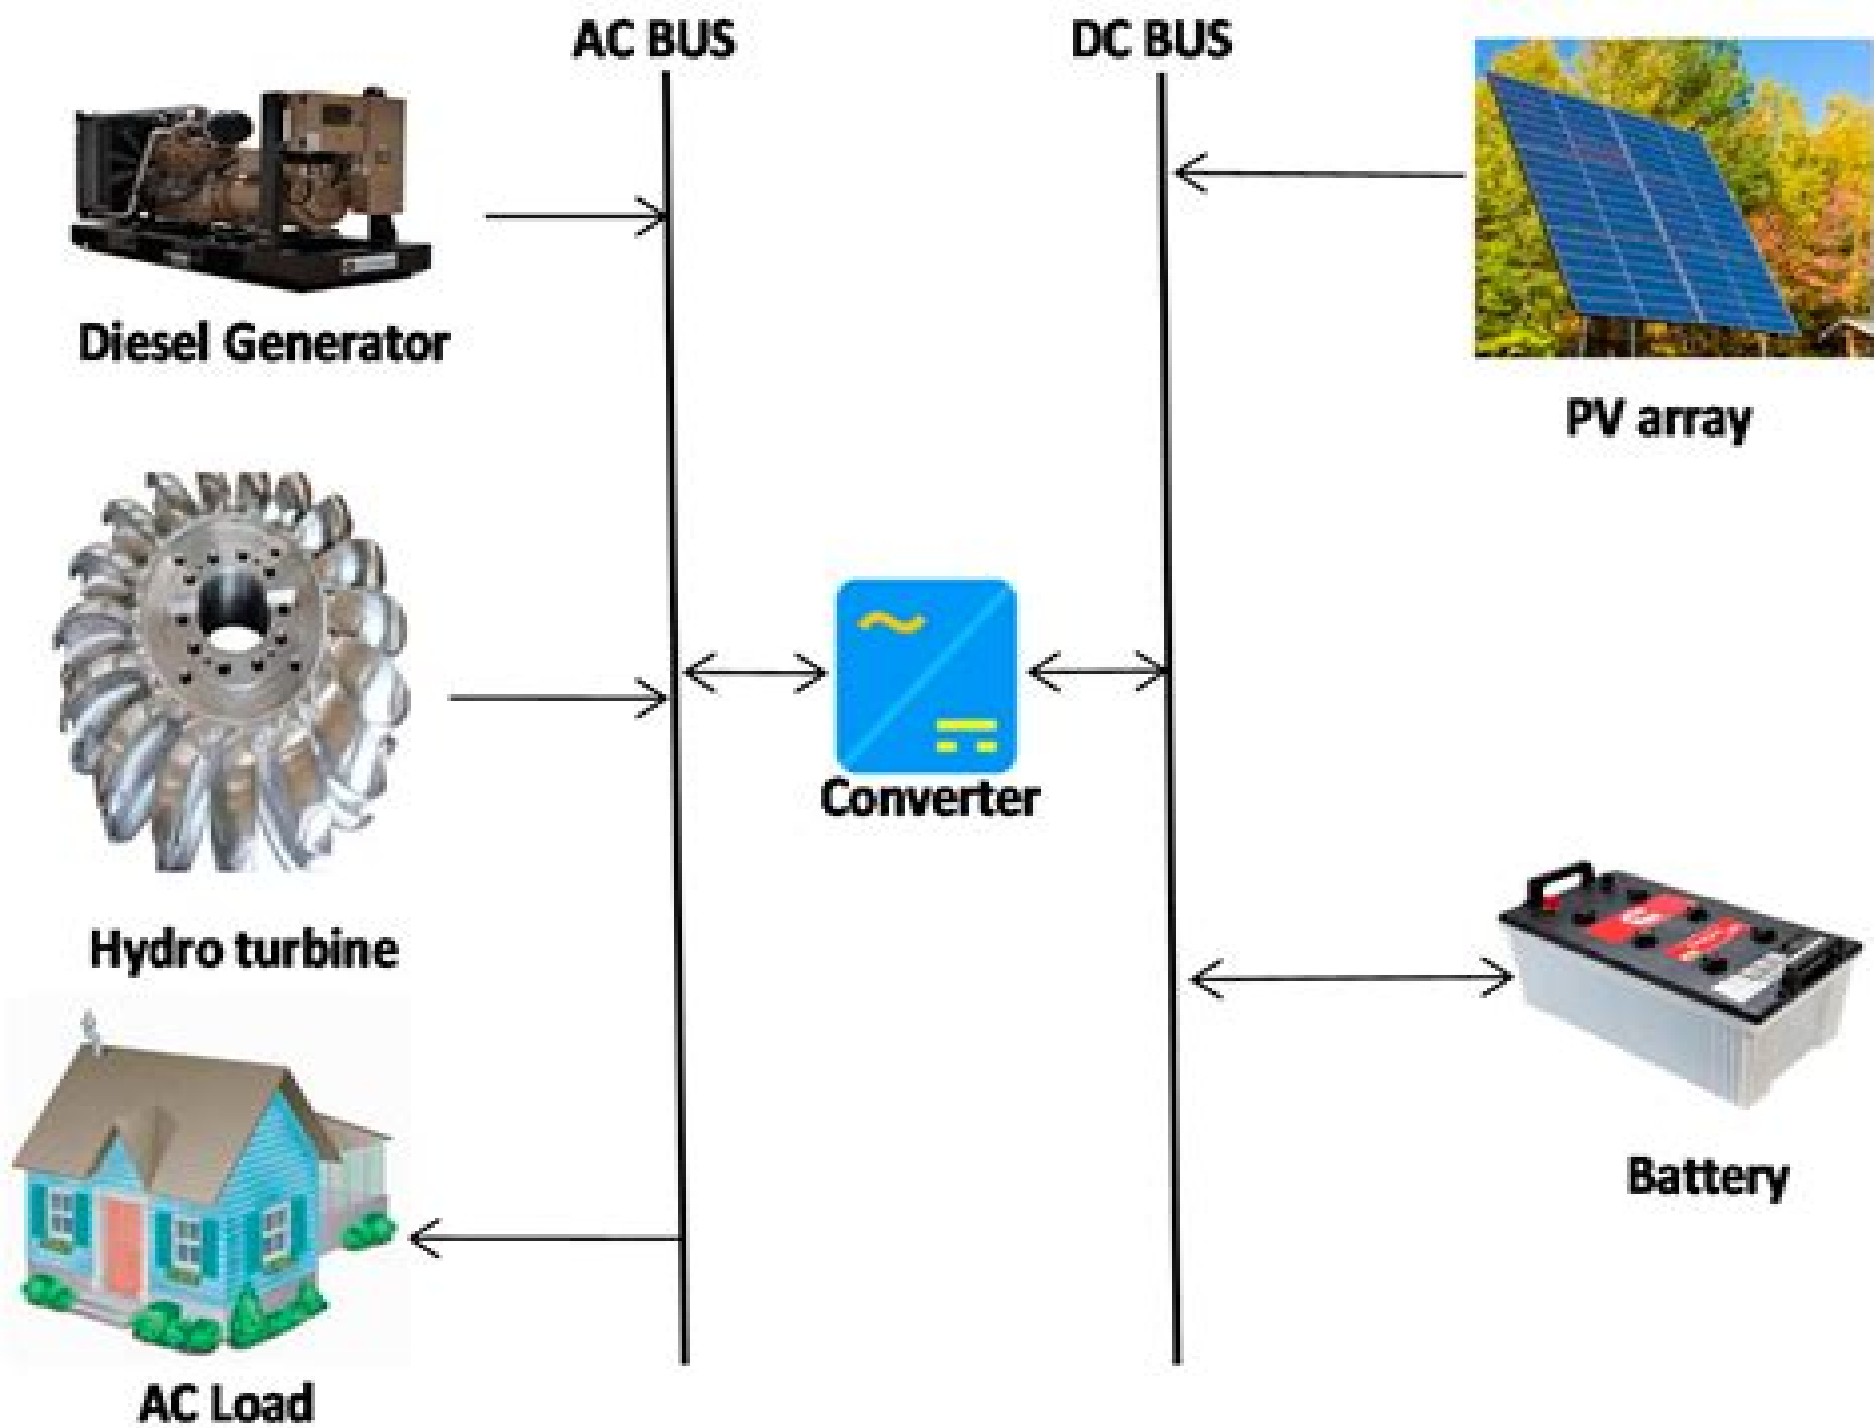 AC BUS
DC BUS
Diesel Generator
PV array
Converter
Hydro turbine
Battery
AC Load